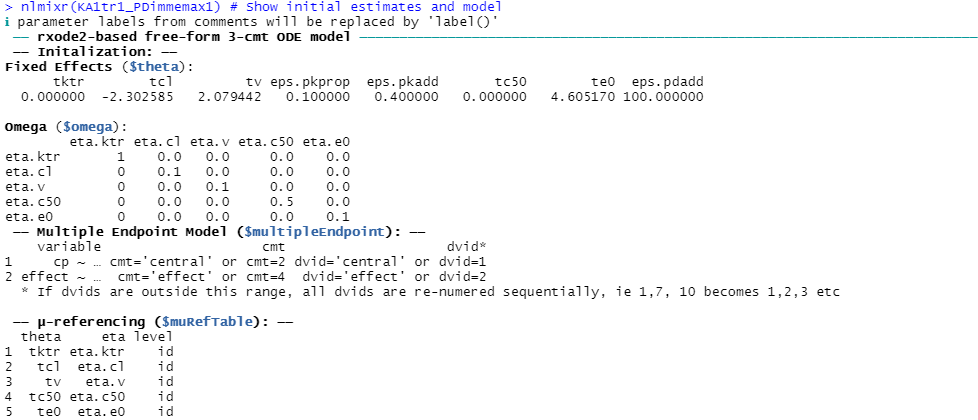 > nlmixr(KA1tr1_PDimmemax1) # Show initial estimates and model
ℹ parameter labels from comments will be replaced by 'label()'
── rxode2-based free-form 3-cmt ODE model ──────────────────────────────────────
── Initalization: ──
Fixed Effects ($theta):
tktr tcl tv eps.pkprop eps.pkadd tc50 te0 eps.pdadd
0.000000 -2.302585 2.079442 0.100000 0.400000 0.000000 4.605170 100.000000
Omega ($omega):
eta.ktr eta.cl eta.v eta.c50 eta.e0
eta.ktr 1 0.0 0.0 0.0 0.0
eta.cl 0 0.1 0.0 0.0 0.0
eta.v 0 0.0 0.1 0.0 0.0
eta.c50 0 0.0 0.0 0.5 0.0
eta.e0 0 0.0 0.0 0.0 0.1
── Multiple Endpoint Model ($multipleEndpoint): ──
variable cmt dvid*
1 cp ~ … cmt='central' or cmt=2 dvid='central' or dvid=1
2 effect ~ … cmt='effect' or cmt=4 dvid='effect' or dvid=2
* If dvids are outside this range, all dvids are re-numered sequentially, ie 1,7, 10 becomes 1,2,3 etc
── μ-referencing ($muRefTable): ──
theta eta level
1 tktr eta.ktr id
2 tcl eta.cl id
3 tv eta.v id
4 tc50 eta.c50 id
5 te0 eta.e0 id